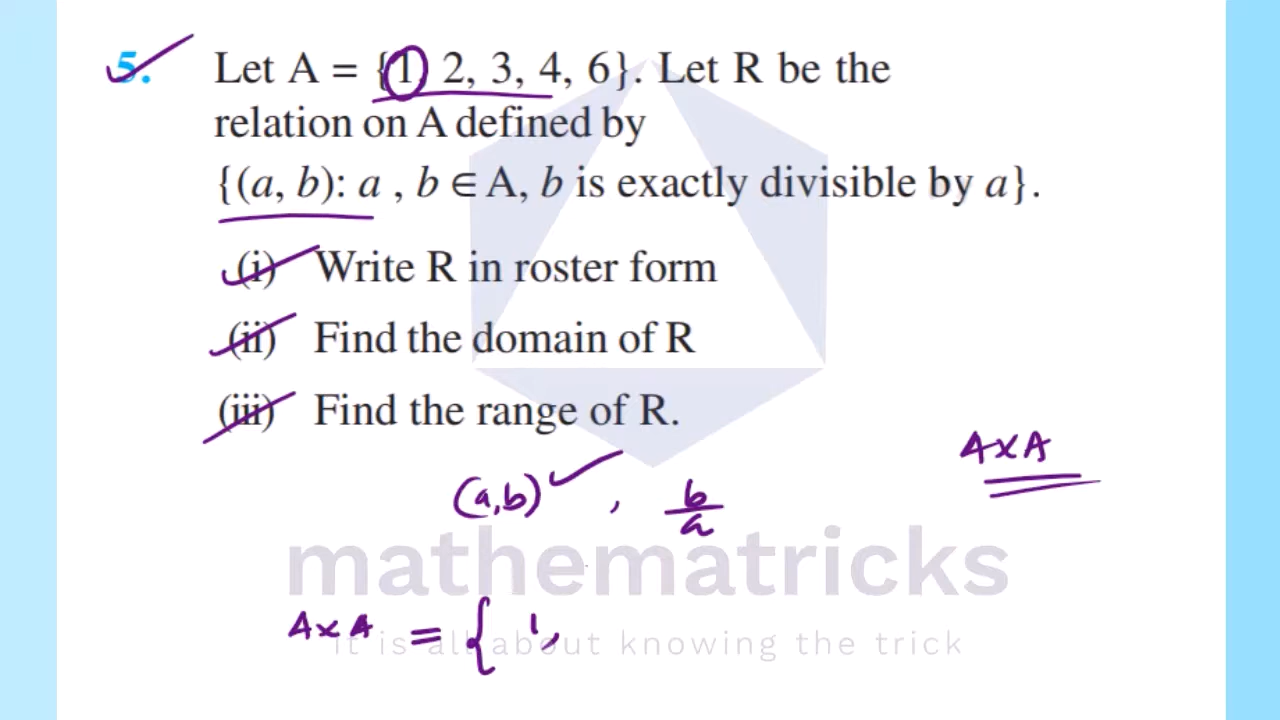 5. Let A = {1, 2, 3, 4, 6}. Let R be the
relation on A defined by
{(a, b): a , b ∈ A, b is exactly divisible by a}.
(i) Write R in roster form
(ii) Find the domain of R
(iii) Find the range of R.
A×A
(a,b) , b/a
mathematricks
A×A = { 1,
it is all about knowing the trick